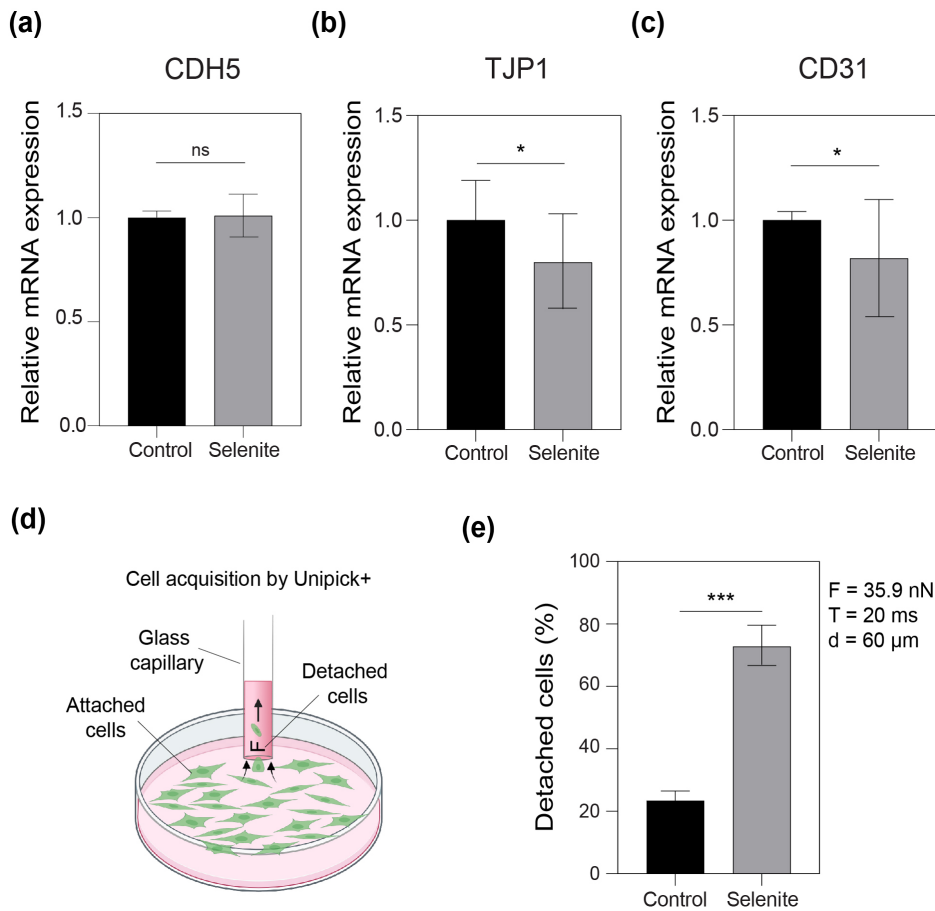 (a)
CDH5
Relative mRNA expression
1.5
1.0
0.5
0.0
ns
Control
Selenite
(b)
TJP1
Relative mRNA expression
1.5
1.0
0.5
0.0
*
Control
Selenite
(c)
CD31
Relative mRNA expression
1.5
1.0
0.5
0.0
*
Control
Selenite
(d)
Cell acquisition by Unipick+
Glass
capillary
Detached
cells
Attached
cells
F
(e)
Detached cells (%)
100
80
60
40
20
0
***
F = 35.9 nN
T = 20 ms
d = 60 μm
Control
Selenite